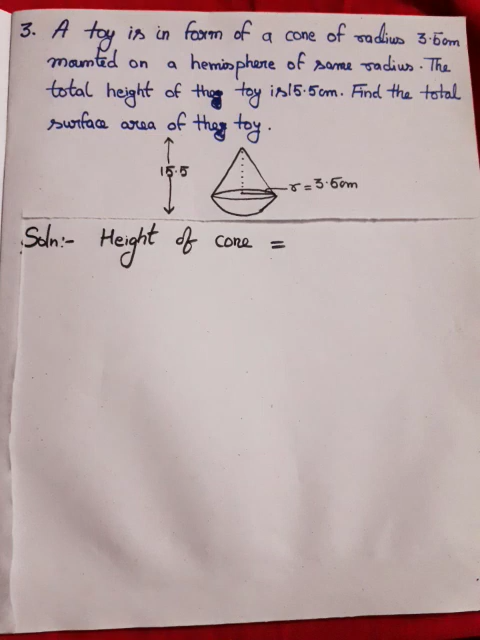 3. A toy is in form of a cone of radius 3.5cm
mounted on a hemisphere of same radius. The
total height of the toy is 15.5cm. Find the total
surface area of the toy.
15.5
r = 3.5cm
Soln:- Height of cone =